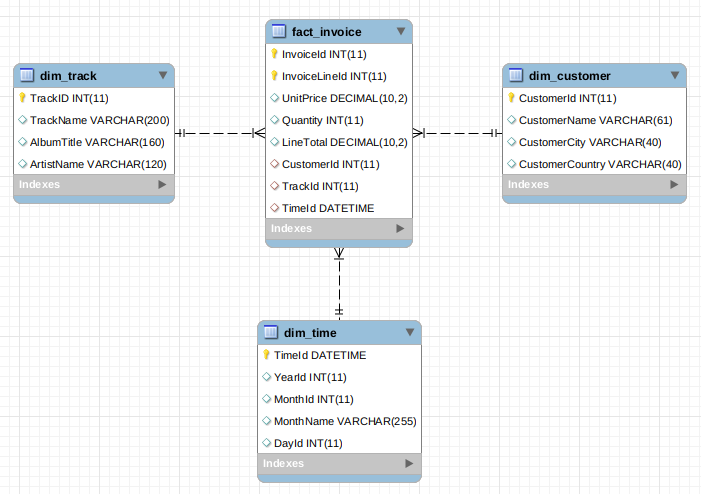 fact_invoice
InvoiceId INT(11)
InvoiceLineId INT(11)
UnitPrice DECIMAL(10,2)
Quantity INT(11)
LineTotal DECIMAL(10,2)
CustomerId INT(11)
TrackId INT(11)
TimeId DATETIME
Indexes
dim_track
TrackID INT(11)
TrackName VARCHAR(200)
AlbumTitle VARCHAR(160)
ArtistName VARCHAR(120)
Indexes
dim_customer
CustomerId INT(11)
CustomerName VARCHAR(61)
CustomerCity VARCHAR(40)
CustomerCountry VARCHAR(40)
Indexes
dim_time
TimeId DATETIME
YearId INT(11)
MonthId INT(11)
MonthName VARCHAR(255)
DayId INT(11)
Indexes